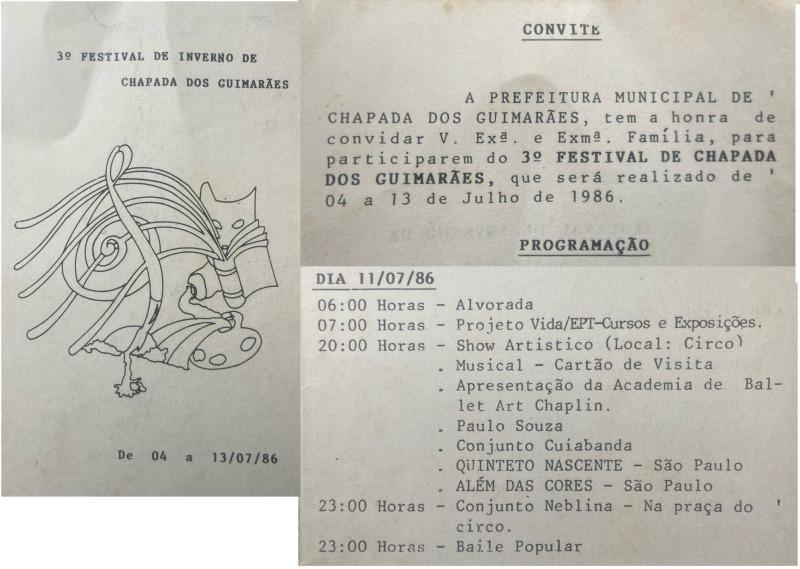 3º FESTIVAL DE INVERNO DE
CHAPADA DOS GUIMARÃES
De 04 a 13/07/86
CONVITE
A PREFEITURA MUNICIPAL DE '
CHAPADA DOS GUIMARÃES, tem a honra de
convidar V. Exª. e Exmª. Família, para
participarem do 3º FESTIVAL DE CHAPADA
DOS GUIMARÃES, que será realizado de '
04 a 13 de Julho de 1986.
PROGRAMAÇÃO
DIA 11/07/86
06:00 Horas - Alvorada
07:00 Horas - Projeto Vida/EPT-Cursos e Exposições.
20:00 Horas - Show Artistico (Local: Circo)
. Musical - Cartão de Visita
. Apresentação da Academia de Bal-
let Art Chaplin.
. Paulo Souza
. Conjunto Cuiabanda
. QUINTETO NASCENTE - São Paulo
. ALÉM DAS CORES - São Paulo
23:00 Horas - Conjunto Neblina - Na praça do '
circo.
23:00 Horas - Baile Popular